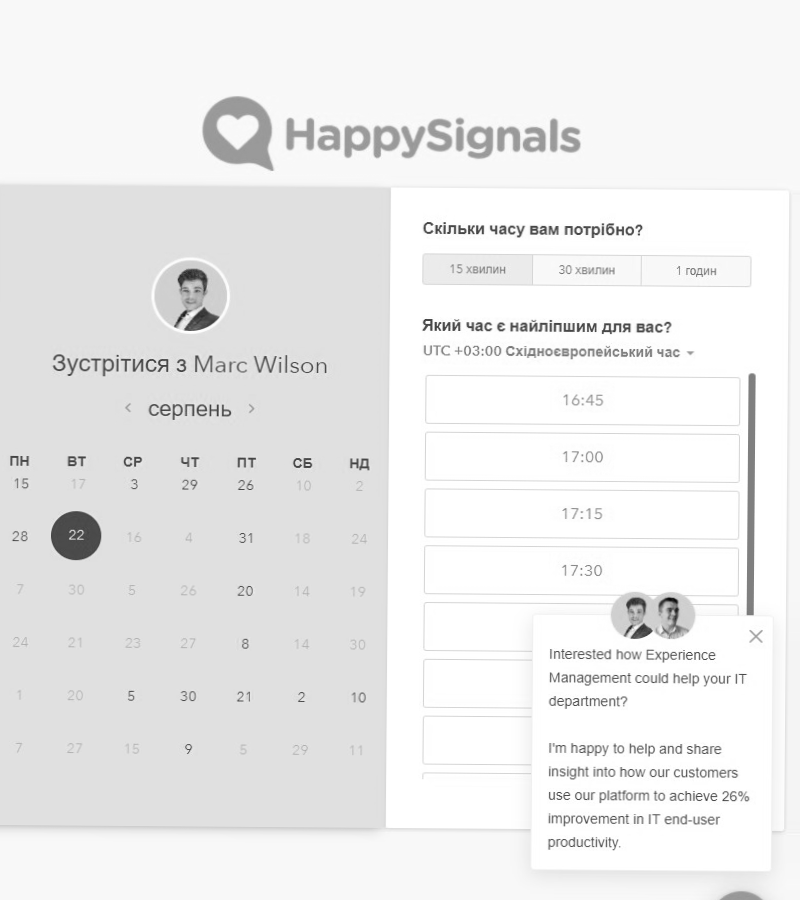 HappySignals
Зустрітися з Marc Wilson
серпень
ПН ВТ СР ЧТ ПТ СБ НД
15 17 3 29 26 10 2
28 22 16 4 31 18 24
7 30 5 26 20 14 19
24 21 23 27 8 14 30
1 20 5 30 21 2 10
7 27 15 9 5 29 11
Скільки часу вам потрібно?
15 хвилин 30 хвилин 1 годин
Який час є найліпшим для вас?
UTC +03:00 Східноєвропейський час
16:45
17:00
17:15
17:30
Interested how Experience
Management could help your IT
department?
I'm happy to help and share
insight into how our customers
use our platform to achieve 26%
improvement in IT end-user
productivity.